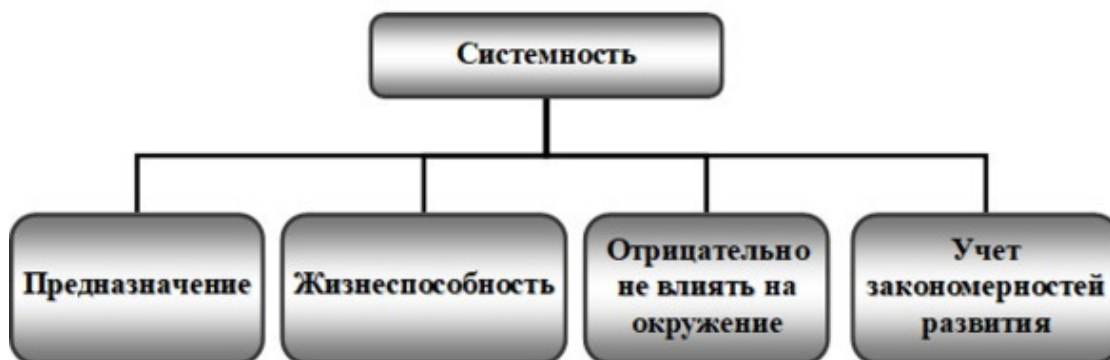 Системность
Предназначение
Жизнеспособность
Отрицательно
не влиять на
окружение
Учет
закономерностей
развития